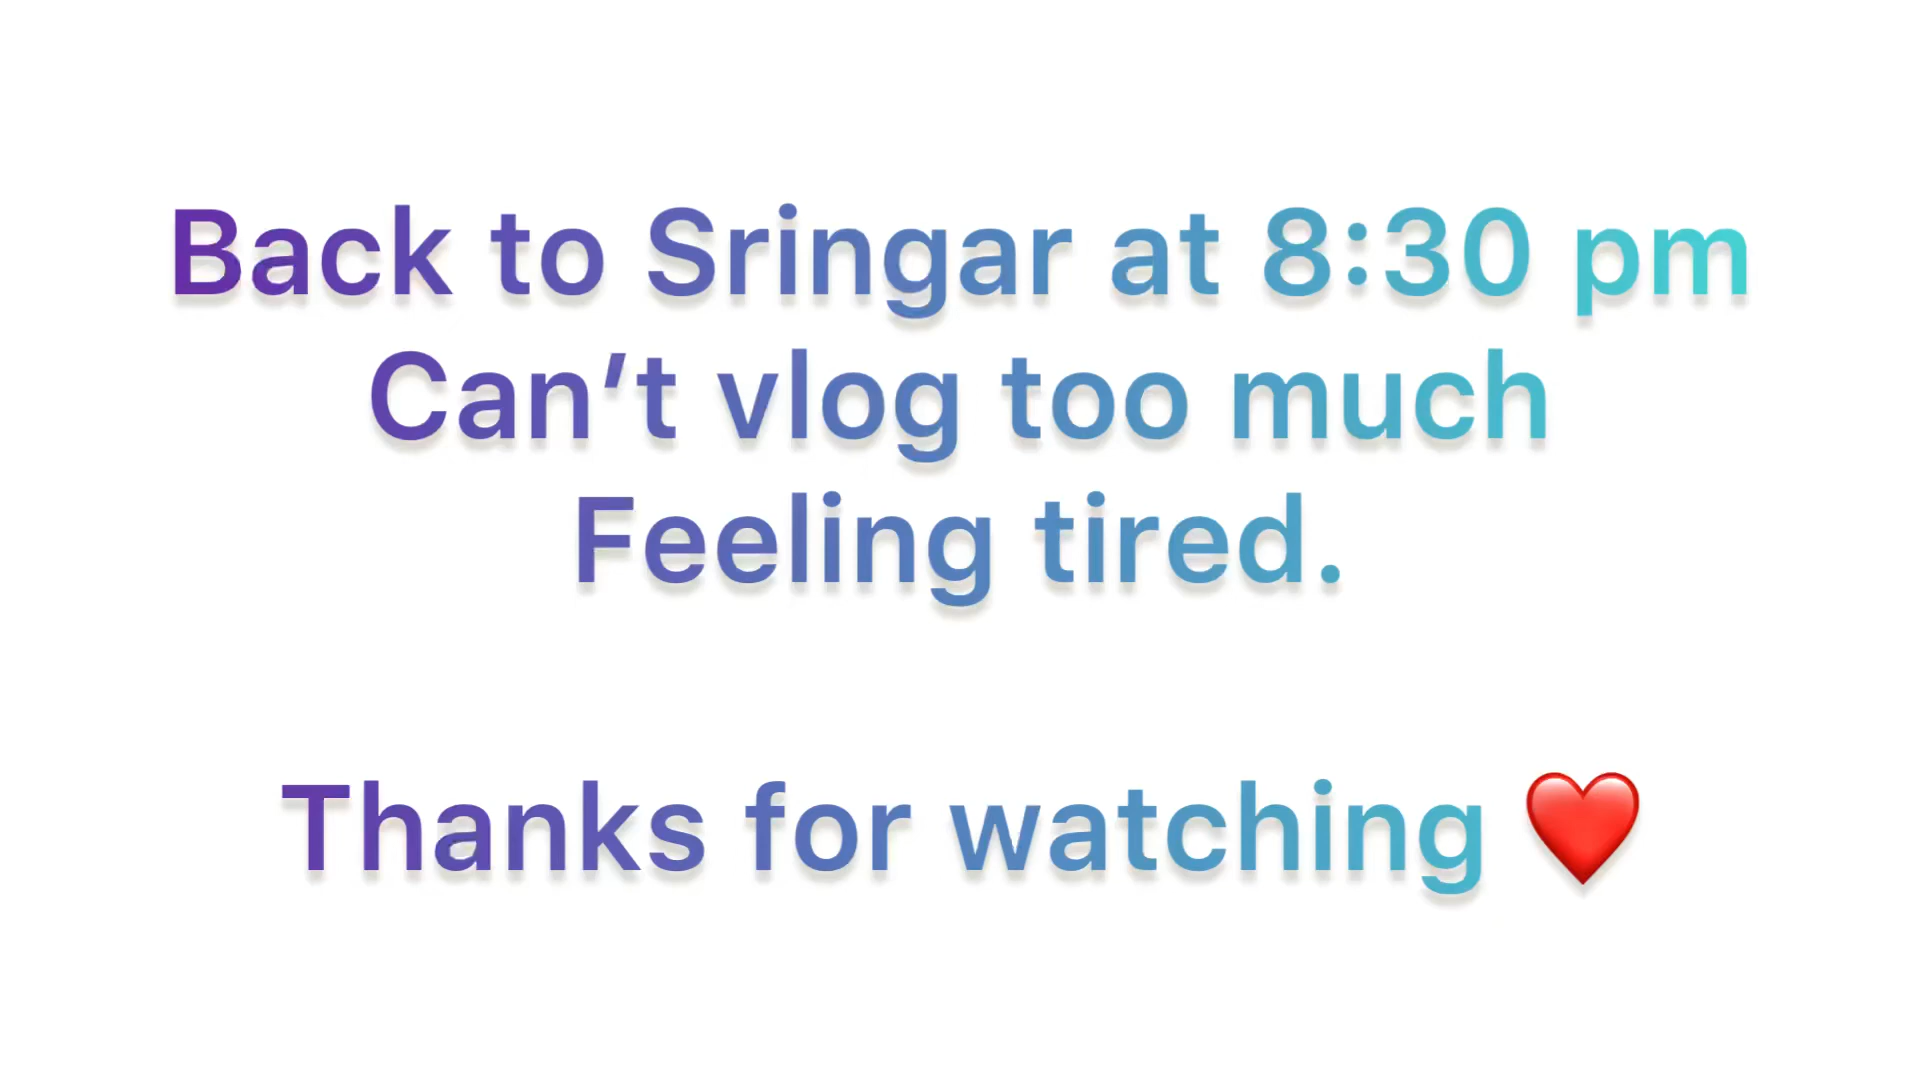 Back to Sringar at 8:30 pm
Can’t vlog too much
Feeling tired.
Thanks for watching ❤️